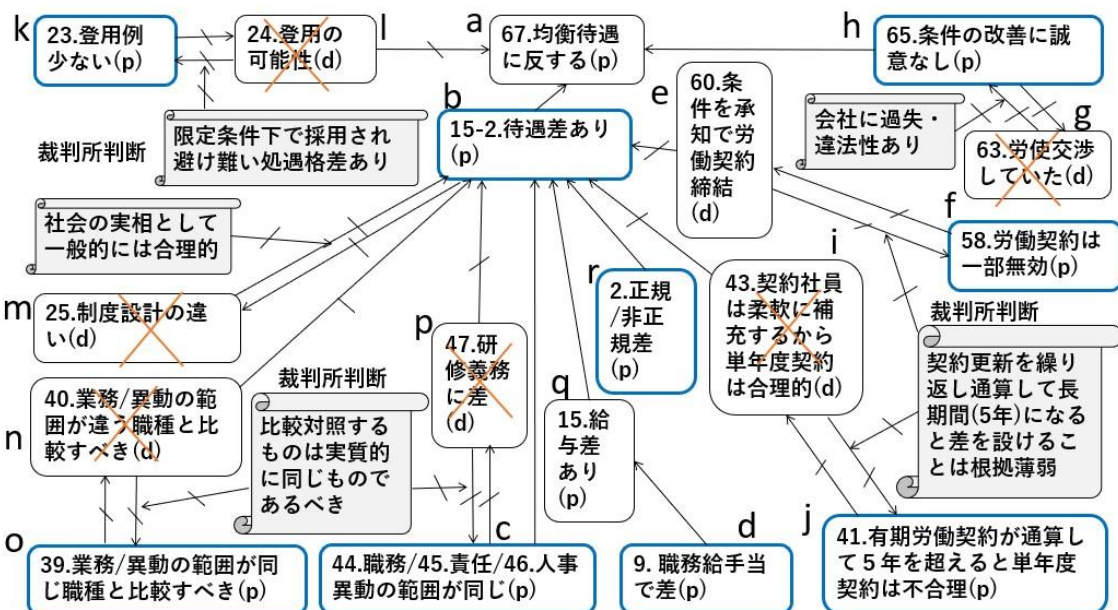 k
23.登用例
少ない(p)
24.登用の
可能性(d)
l
a
67.均衡待遇
に反する(p)
h
65.条件の改善に誠
意なし(p)
b
15-2.待遇差あり
(p)
e
60.条
件を承
知で労
働契約
締結
(d)
会社に過失・
違法性あり
g
63.労使交渉
していた(d)
裁判所判断
限定条件下で採用され
避け難い処遇格差あり
f
58.労働契約は
一部無効(p)
社会の実相として
一般的には合理的
i
r
2.正規
/非正
規差
(p)
43.契約社員
は柔軟に補
充するから
単年度契約
は合理的(d)
裁判所判断
契約更新を繰り
返し通算して長
期間(5年)になる
と差を設けるこ
とは根拠薄弱
m
25.制度設計の違
い(d)
p
47.研
修義務
に差
(d)
裁判所判断
比較対照する
ものは実質的
に同じもので
あるべき
q
15.給
与差
あり
(p)
n
40.業務/異動の範
囲が違う職種と比
較すべき(d)
o
39.業務/異動の範囲が同
じ職種と比較すべき(p)
c
44.職務/45.責任/46.人事
異動の範囲が同じ(p)
d
9. 職務給手当
で差(p)
j
41.有期労働契約が通算し
て５年を超えると単年度
契約は不合理(p)